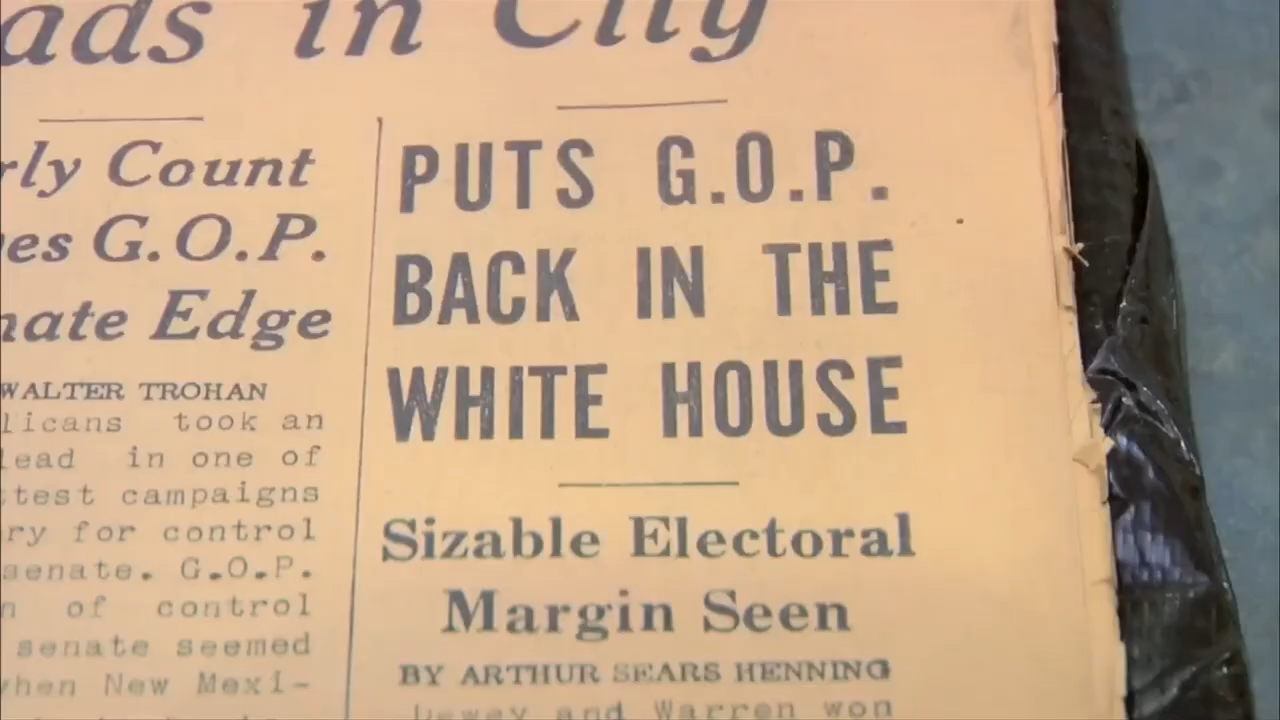 ads in City
rly Count
es G.O.P.
nate Edge
WALTER TROHAN
licans took an
lead in one of
ttest campaigns
ry for control
senate. G.O.P.
n of control
senate seemed
when New Mexi-
PUTS G.O.P.
BACK IN THE
WHITE HOUSE
Sizable Electoral
Margin Seen
BY ARTHUR SEARS HENNING
Dewey and Warren won